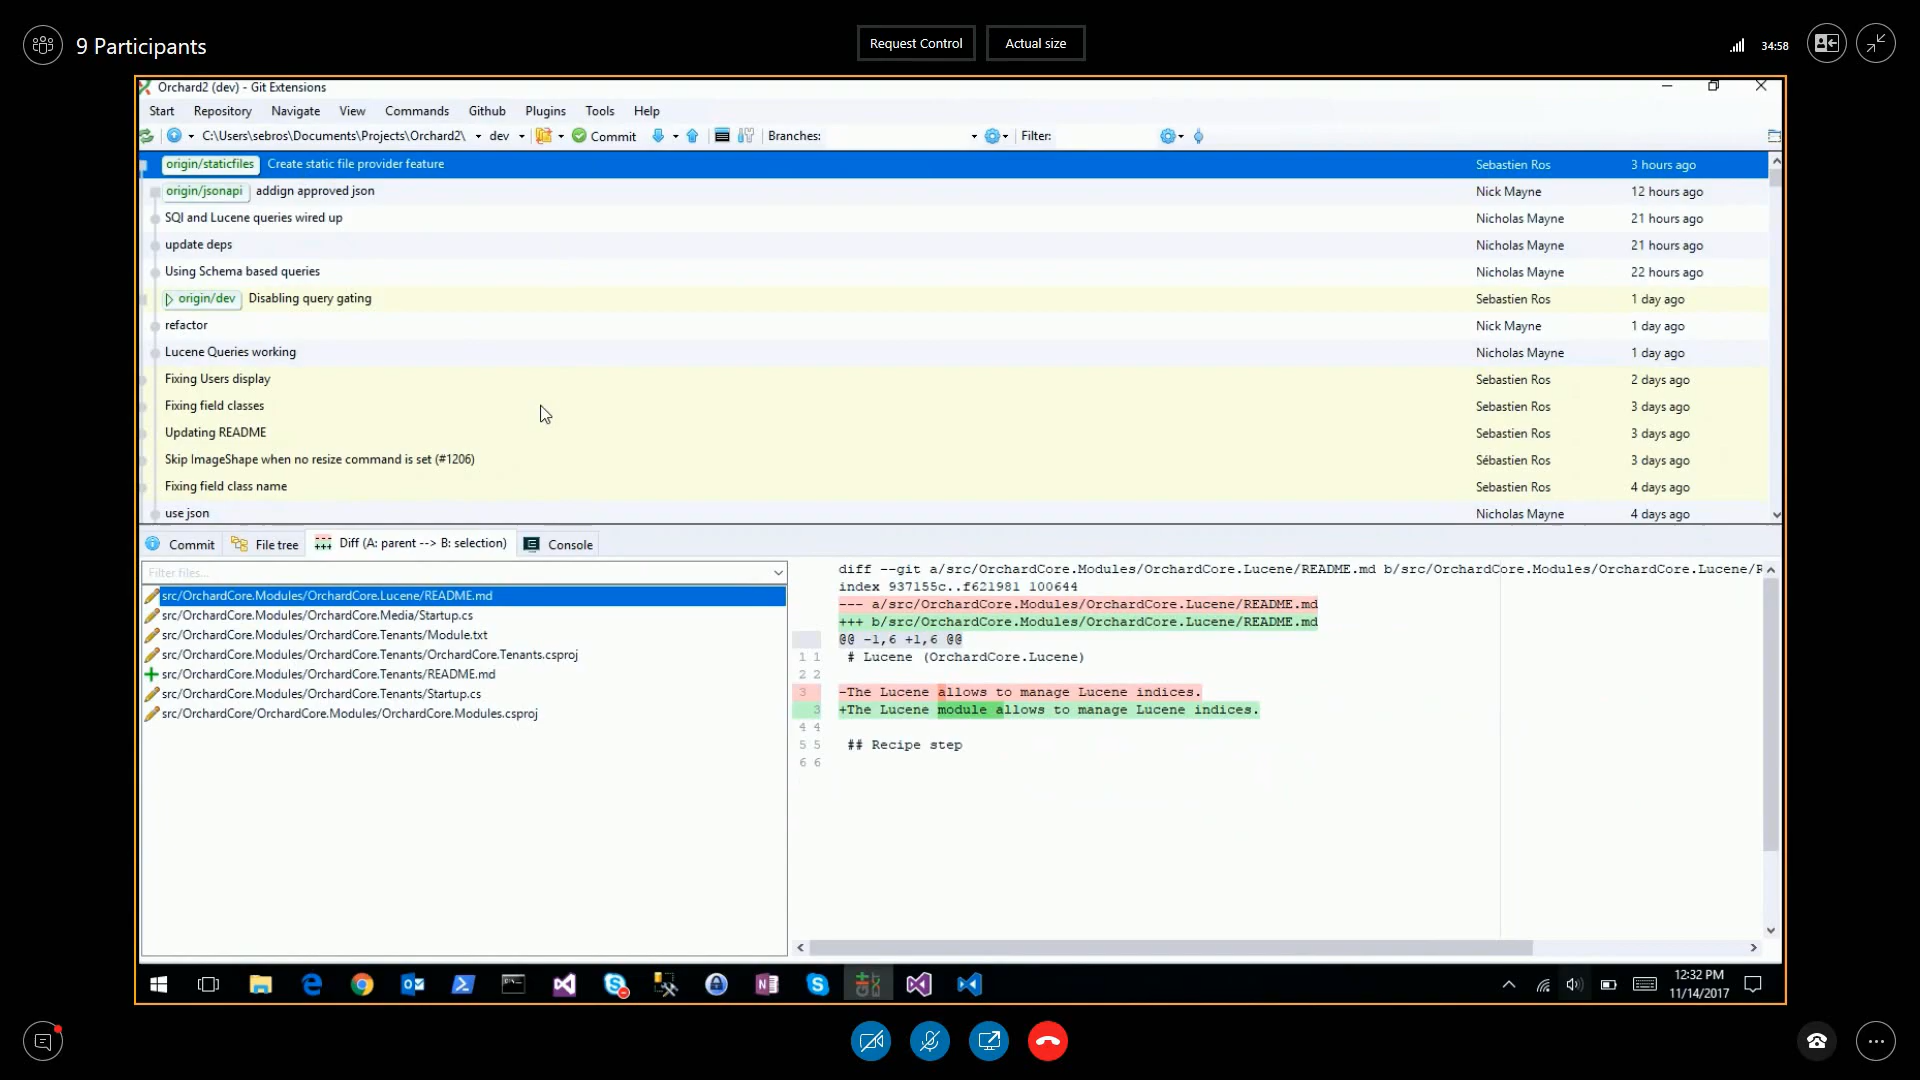 9 Participants
Request Control
Actual size
34:58
Orchard2 (dev) - Git Extensions
Start Repository Navigate View Commands Github Plugins Tools Help
C:\Users\sebros\Documents\Projects\Orchard2\ dev Commit Branches: Filter:
origin/staticfiles Create static file provider feature Sebastien Ros 3 hours ago
origin/jsonapi addign approved json Nick Mayne 12 hours ago
SQl and Lucene queries wired up Nicholas Mayne 21 hours ago
update deps Nicholas Mayne 21 hours ago
Using Schema based queries Nicholas Mayne 22 hours ago
origin/dev Disabling query gating Sebastien Ros 1 day ago
refactor Nick Mayne 1 day ago
Lucene Queries working Nicholas Mayne 1 day ago
Fixing Users display Sebastien Ros 2 days ago
Fixing field classes Sebastien Ros 3 days ago
Updating README Sebastien Ros 3 days ago
Skip ImageShape when no resize command is set (#1206) Sébastien Ros 3 days ago
Fixing field class name Sebastien Ros 4 days ago
use json Nicholas Mayne 4 days ago
Commit File tree Diff (A: parent --> B: selection) Console
Filter files...
src/OrchardCore.Modules/OrchardCore.Lucene/README.md
src/OrchardCore.Modules/OrchardCore.Media/Startup.cs
src/OrchardCore.Modules/OrchardCore.Tenants/Module.txt
src/OrchardCore.Modules/OrchardCore.Tenants/OrchardCore.Tenants.csproj
src/OrchardCore.Modules/OrchardCore.Tenants/README.md
src/OrchardCore.Modules/OrchardCore.Tenants/Startup.cs
src/OrchardCore/OrchardCore.Modules/OrchardCore.Modules.csproj
diff --git a/src/OrchardCore.Modules/OrchardCore.Lucene/README.md b/src/OrchardCore.Modules/OrchardCore.Lucene/R
index 937155c..f621981 100644
--- a/src/OrchardCore.Modules/OrchardCore.Lucene/README.md
+++ b/src/OrchardCore.Modules/OrchardCore.Lucene/README.md
@@ -1,6 +1,6 @@
1 1 # Lucene (OrchardCore.Lucene)
2 2
3 -The Lucene allows to manage Lucene indices.
3 +The Lucene module allows to manage Lucene indices.
4 4
5 5 ## Recipe step
6 6
12:32 PM
11/14/2017